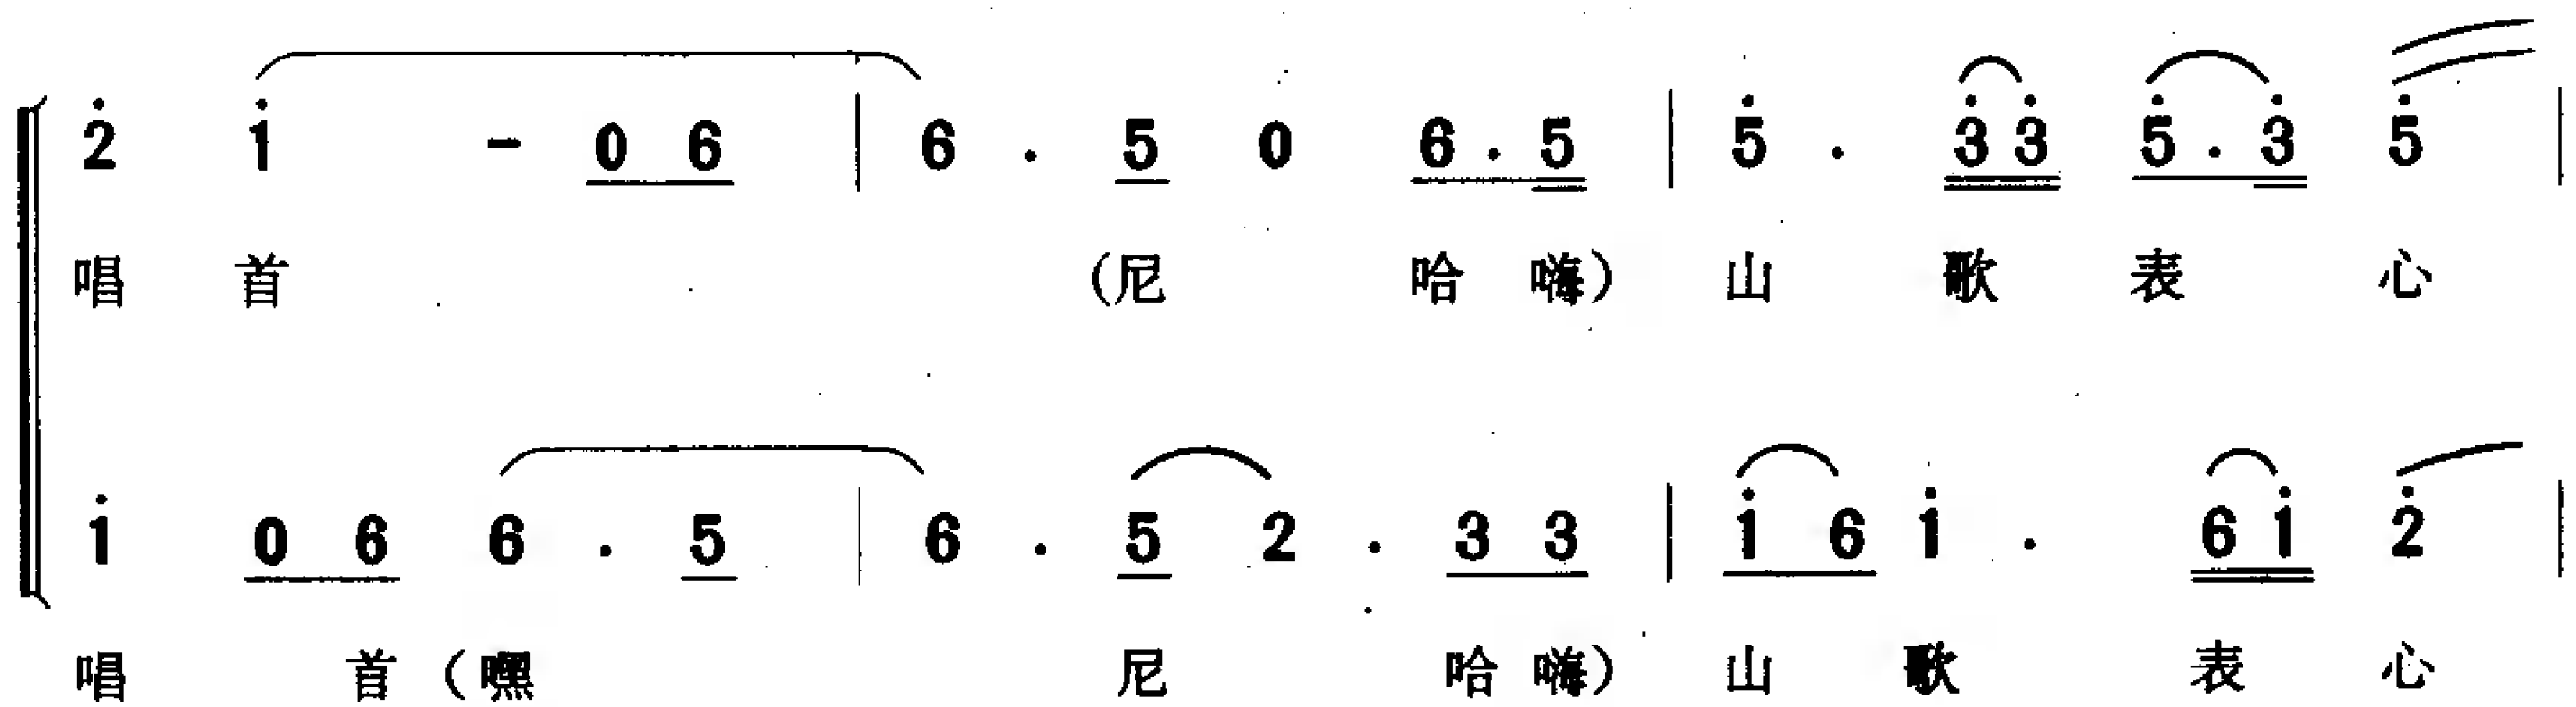 2̇ 1̇ - 0 6 | 6 . 5 0 6 . 5 | 5̇ . 3̇ 3̇ 5̇ . 3̇ 5̇ |
唱 首 (尼 哈 嗨) 山 歌 表 心
1̇ 0 6 6 . 5 | 6 . 5 2 . 3 3 | 1̇ 6 1̇ . 6 1̇ 2̇ |
唱 首 (嘿 尼 哈 嗨) 山 歌 表 心